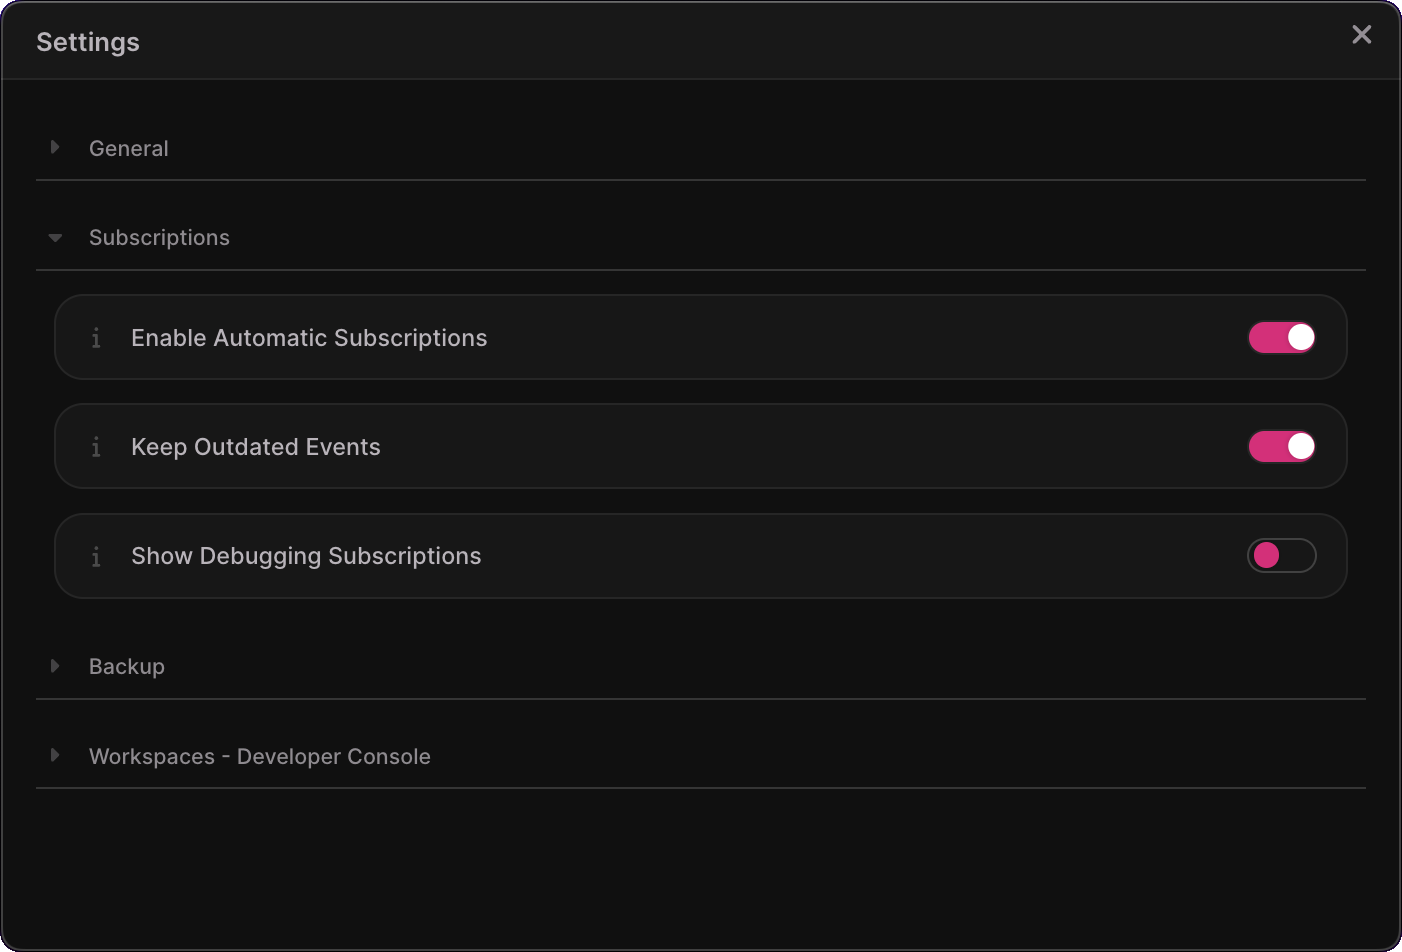 Settings
General
Subscriptions
Enable Automatic Subscriptions
Keep Outdated Events
Show Debugging Subscriptions
Backup
Workspaces - Developer Console